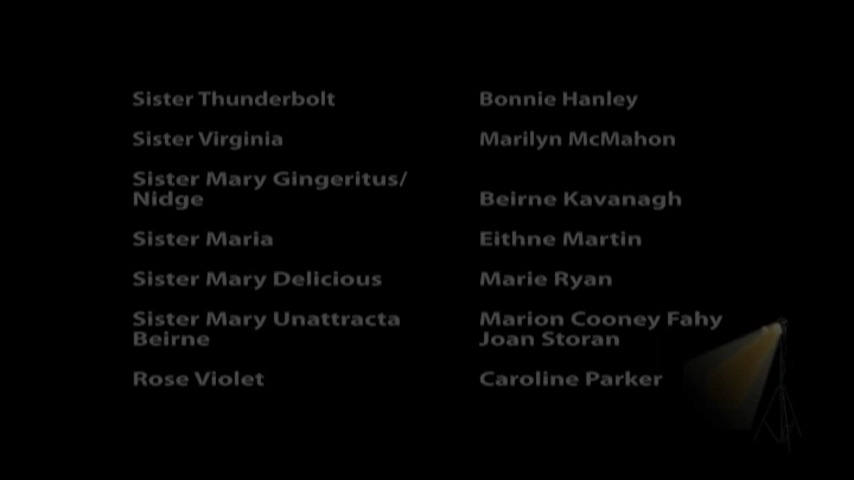 Sister Thunderbolt Bonnie Hanley
Sister Virginia Marilyn McMahon
Sister Mary Gingeritus/
Nidge Beirne Kavanagh
Sister Maria Eithne Martin
Sister Mary Delicious Marie Ryan
Sister Mary Unattracta Marion Cooney Fahy
Beirne Joan Storan
Rose Violet Caroline Parker